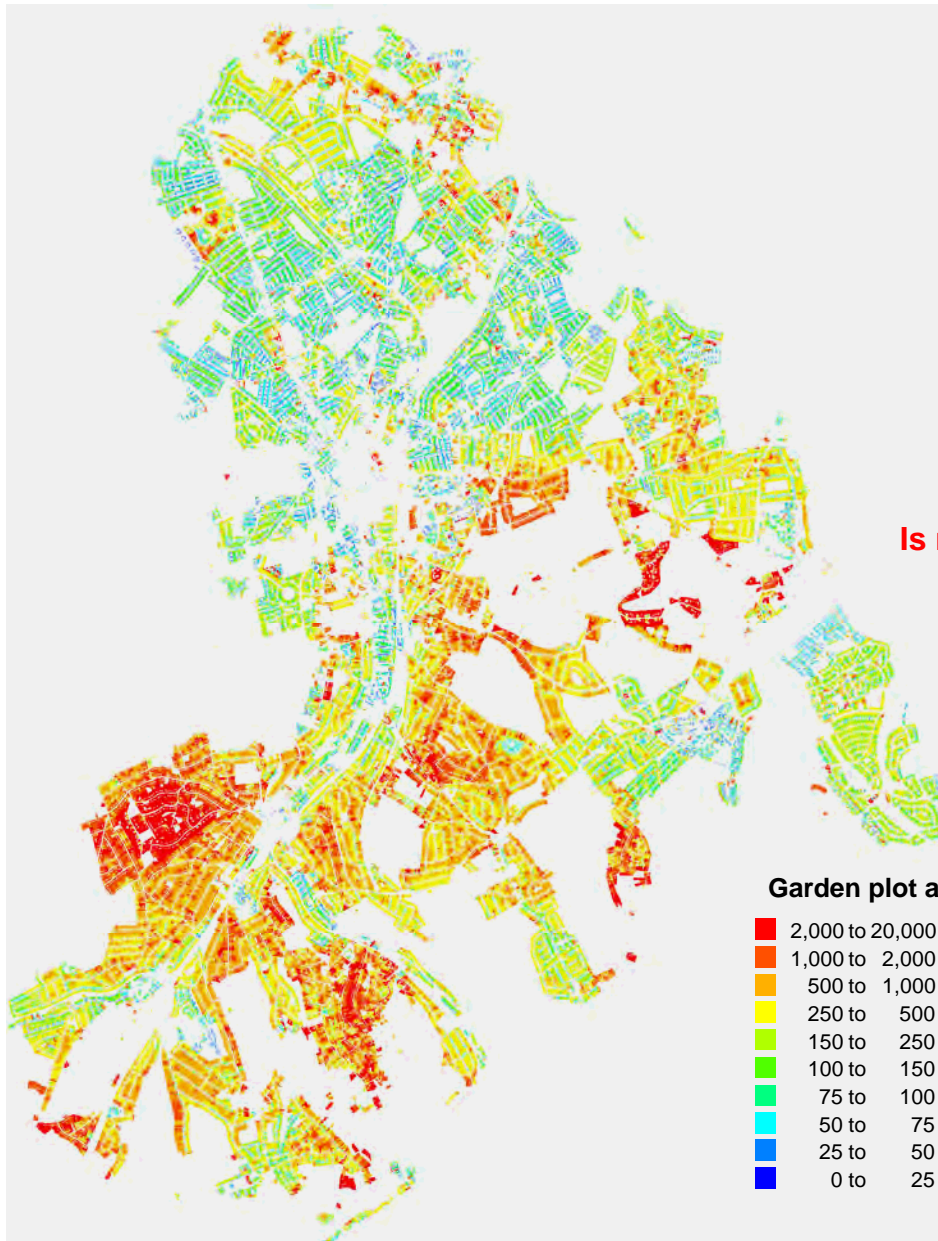 Is
Garden plot a
2,000 to 20,000
1,000 to 2,000
500 to 1,000
250 to 500
150 to 250
100 to 150
75 to 100
50 to 75
25 to 50
0 to 25